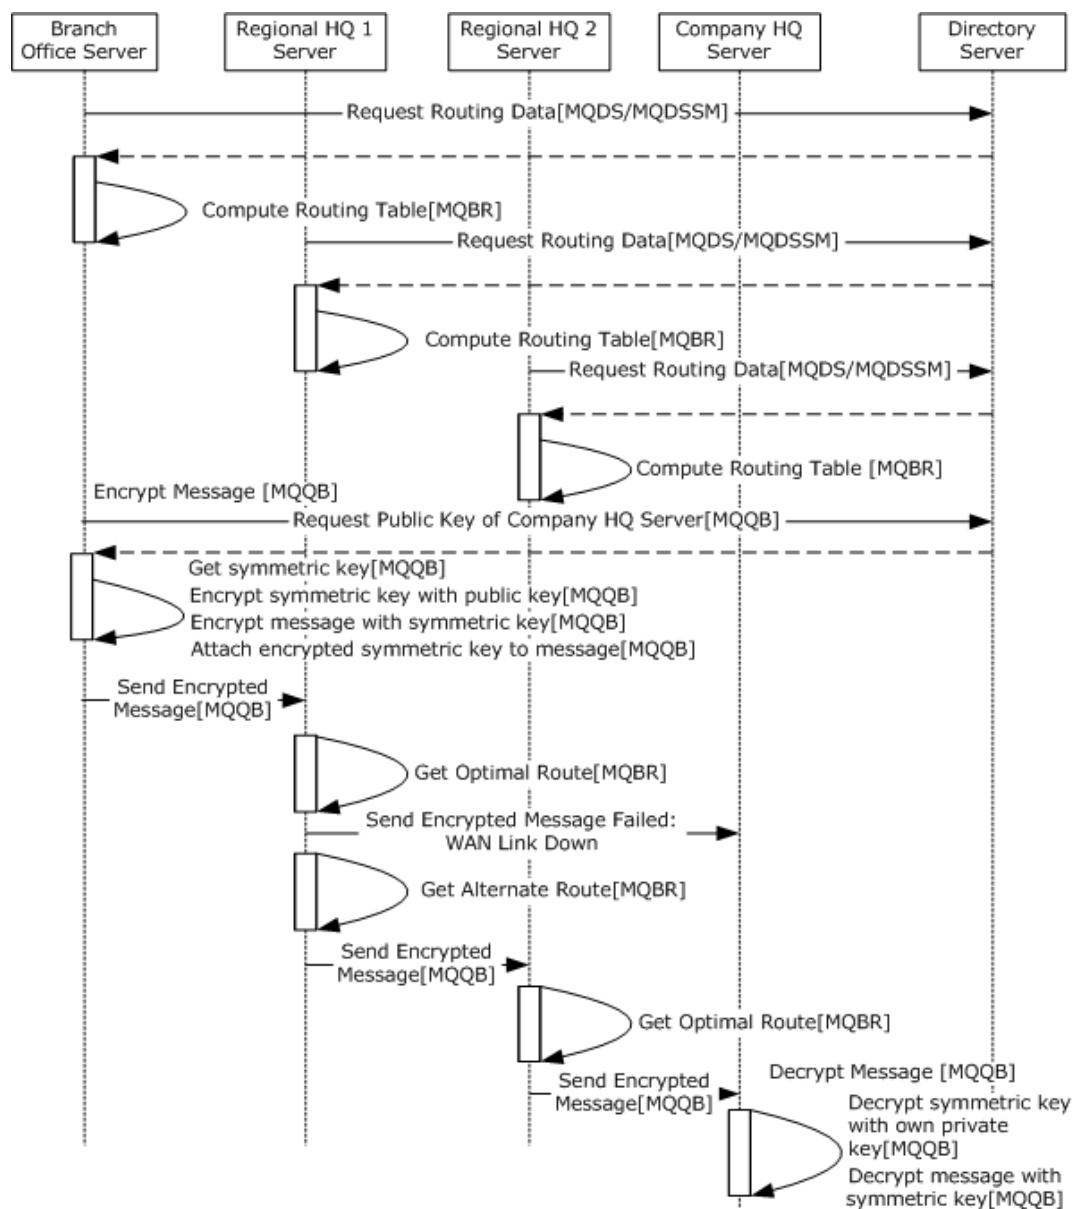 Branch
Office Server
Regional HQ 1
Server
Regional HQ 2
Server
Company HQ
Server
Directory
Server
Request Routing Data[MQDS/MQDSSM]
Compute Routing Table[MQBR]
Request Routing Data[MQDS/MQDSSM]
Compute Routing Table[MQBR]
Request Routing Data[MQDS/MQDSSM]
Compute Routing Table [MQBR]
Encrypt Message [MQQB]
Request Public Key of Company HQ Server[MQQB]
Get symmetric key[MQQB]
Encrypt symmetric key with public key[MQQB]
Encrypt message with symmetric key[MQQB]
Attach encrypted symmetric key to message[MQQB]
Send Encrypted
Message[MQQB]
Get Optimal Route[MQBR]
Send Encrypted Message Failed:
WAN Link Down
Get Alternate Route[MQBR]
Send Encrypted
Message[MQQB]
Get Optimal Route[MQBR]
Send Encrypted
Message[MQQB]
Decrypt Message [MQQB]
Decrypt symmetric key
with own private
key[MQQB]
Decrypt message with
symmetric key[MQQB]